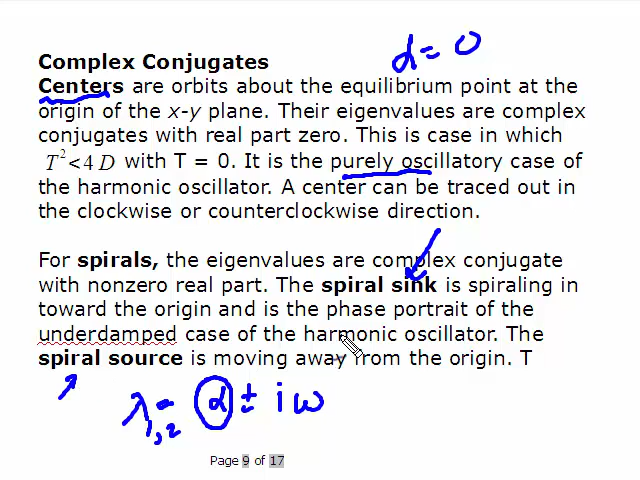 α = 0
Complex Conjugates
Centers are orbits about the equilibrium point at the
origin of the x-y plane. Their eigenvalues are complex
conjugates with real part zero. This is case in which
T² < 4 D with T = 0. It is the purely oscillatory case of
the harmonic oscillator. A center can be traced out in
the clockwise or counterclockwise direction.
For spirals, the eigenvalues are complex conjugate
with nonzero real part. The spiral sink is spiraling in
toward the origin and is the phase portrait of the
underdamped case of the harmonic oscillator. The
spiral source is moving away from the origin. T
λ1,2 = α ± i ω
Page 9 of 17